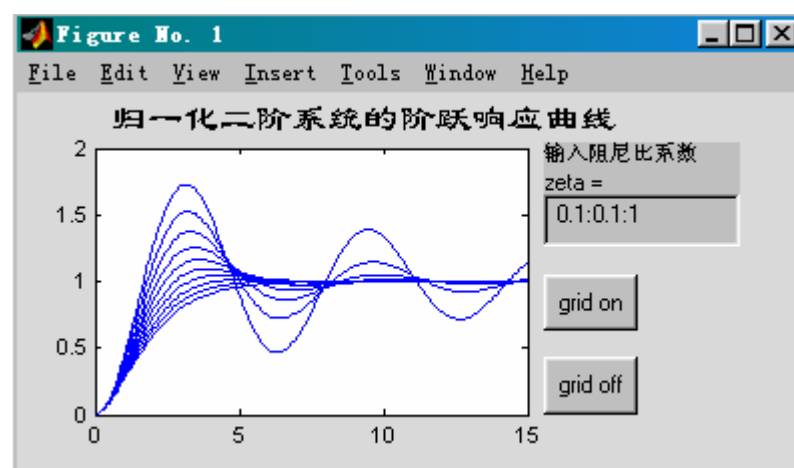 Figure No. 1
File Edit View Insert Tools Window Help
归一化二阶系统的阶跃响应曲线
输入阻尼比系数
zeta =
0.1:0.1:1
grid on
grid off
2
1.5
1
0.5
0
0 5 10 15